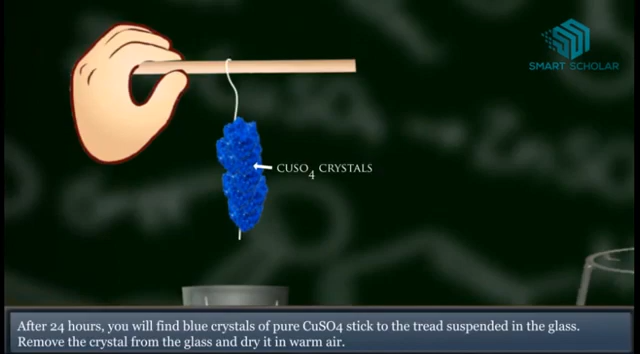 SMART SCHOLAR
CUSO4 CRYSTALS
After 24 hours, you will find blue crystals of pure CuSO4 stick to the tread suspended in the glass.
Remove the crystal from the glass and dry it in warm air.